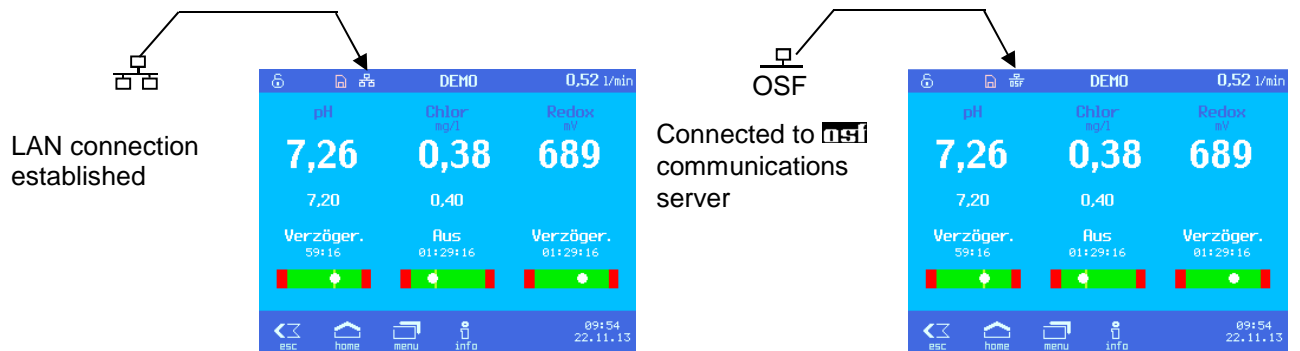 LAN connection
established
DEMO
0,52 l/min
pH
Chlor
mg/l
Redox
mV
7,26
0,38
689
7,20
0,40
Verzöger.
59:16
Aus
01:29:16
Verzöger.
01:29:16
esc
home
menu
info
09:54
22.11.13
OSF
Connected to osf
communications
server
OSF
DEMO
0,52 l/min
pH
Chlor
mg/l
Redox
mV
7,26
0,38
689
7,20
0,40
Verzöger.
59:16
Aus
01:29:16
Verzöger.
01:29:16
esc
home
menu
info
09:54
22.11.13